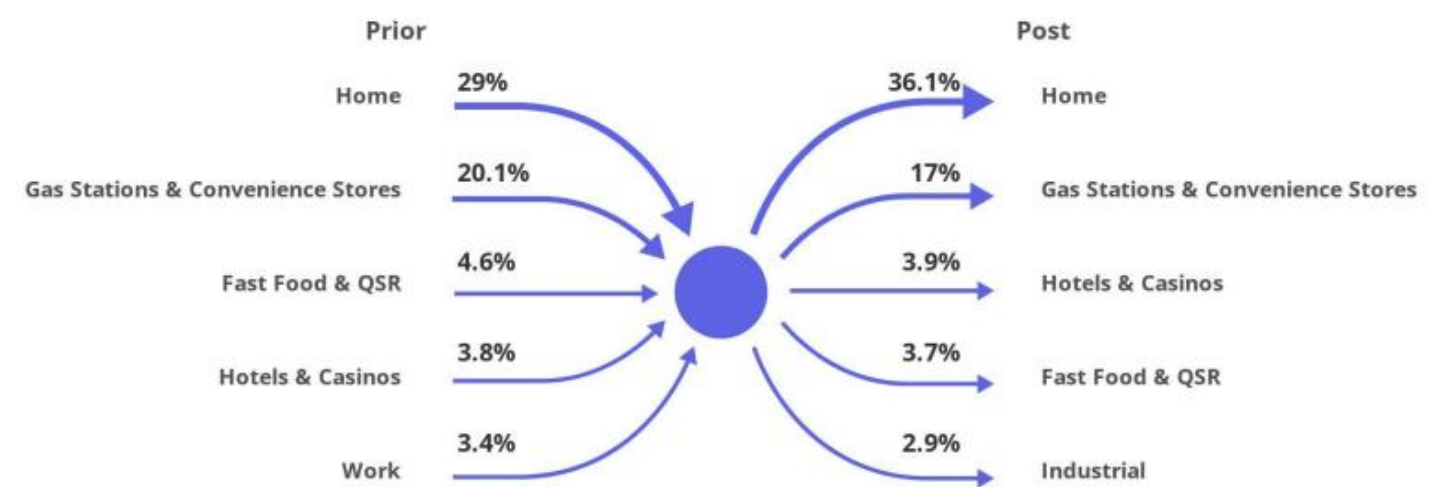 Prior
Post
29%
36.1%
Home
Home
20.1%
17%
Gas Stations & Convenience Stores
Gas Stations & Convenience Stores
4.6%
3.9%
Fast Food & QSR
Hotels & Casinos
3.8%
3.7%
Hotels & Casinos
Fast Food & QSR
3.4%
2.9%
Work
Industrial